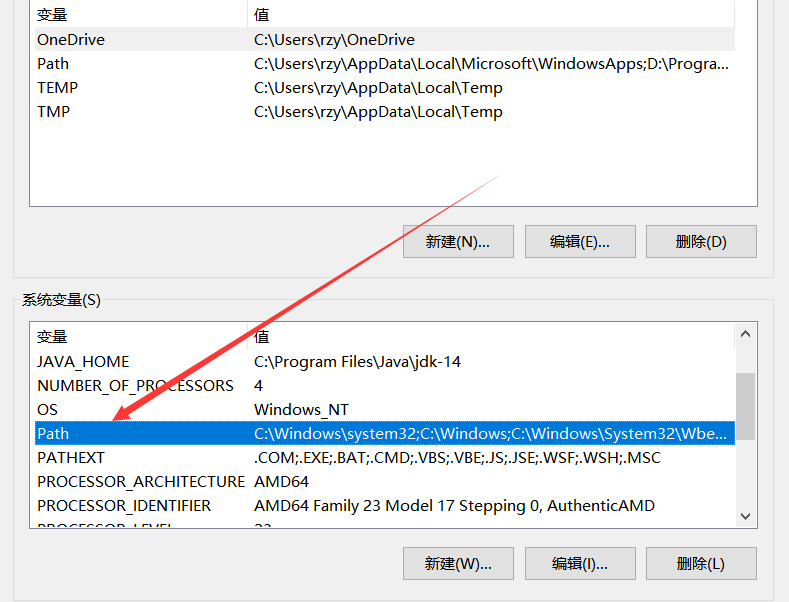 变量 值
OneDrive C:\Users\rzy\OneDrive
Path C:\Users\rzy\AppData\Local\Microsoft\WindowsApps;D:\Progra...
TEMP C:\Users\rzy\AppData\Local\Temp
TMP C:\Users\rzy\AppData\Local\Temp
新建(N)... 编辑(E)... 删除(D)
系统变量(S)
变量 值
JAVA_HOME C:\Program Files\Java\jdk-14
NUMBER_OF_PROCESSORS 4
OS Windows_NT
Path C:\Windows\system32;C:\Windows;C:\Windows\System32\Wbe...
PATHEXT .COM;.EXE;.BAT;.CMD;.VBS;.VBE;.JS;.JSE;.WSF;.WSH;.MSC
PROCESSOR_ARCHITECTURE AMD64
PROCESSOR_IDENTIFIER AMD64 Family 23 Model 17 Stepping 0, AuthenticAMD
PROCESSOR_LEVEL 23
新建(W)... 编辑(I)... 删除(L)